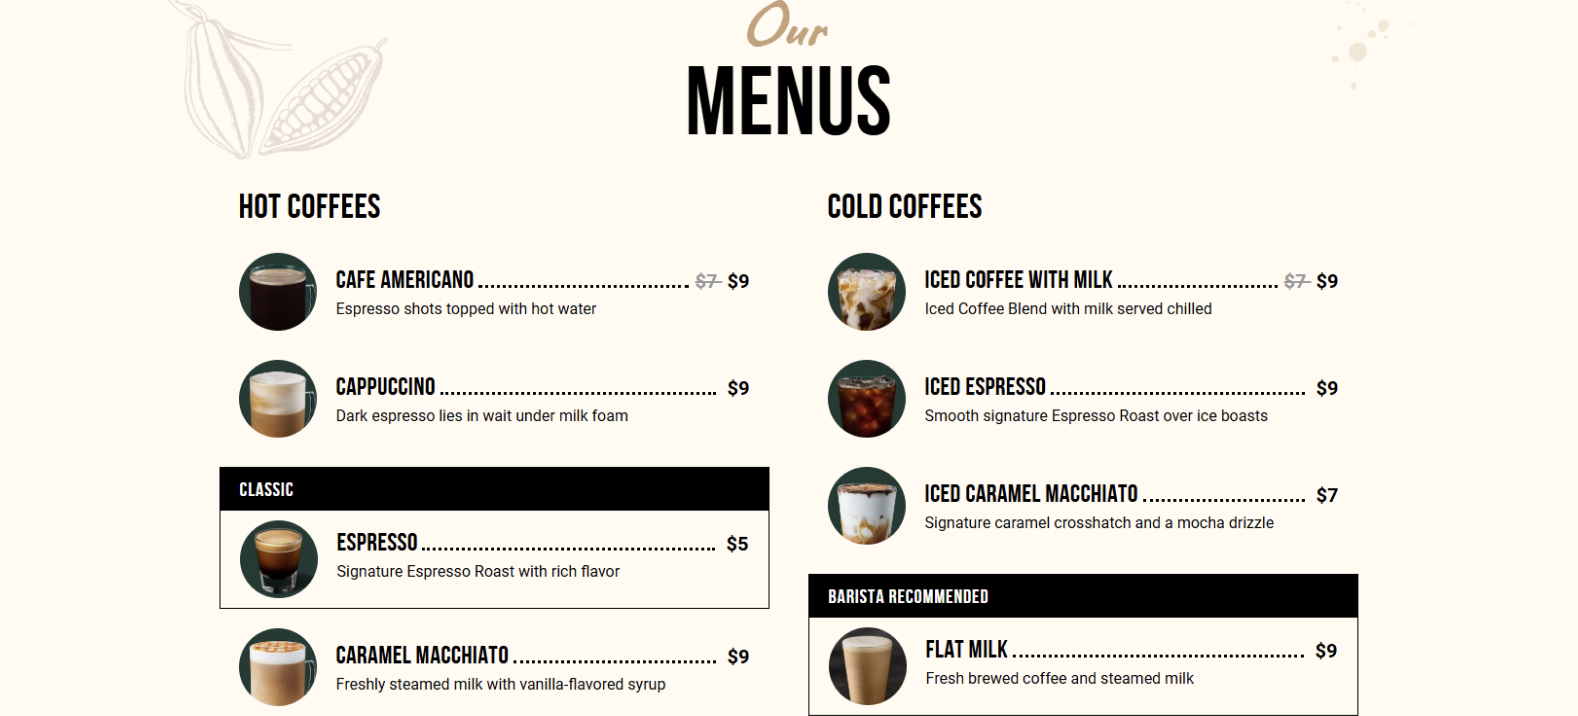 Our
MENUS
HOT COFFEES
CAFE AMERICANO $7 $9
Espresso shots topped with hot water
CAPPUCCINO $9
Dark espresso lies in wait under milk foam
CLASSIC
ESPRESSO $5
Signature Espresso Roast with rich flavor
CARAMEL MACCHIATO $9
Freshly steamed milk with vanilla-flavored syrup
COLD COFFEES
ICED COFFEE WITH MILK $7 $9
Iced Coffee Blend with milk served chilled
ICED ESPRESSO $9
Smooth signature Espresso Roast over ice boasts
ICED CARAMEL MACCHIATO $7
Signature caramel crosshatch and a mocha drizzle
BARISTA RECOMMENDED
FLAT MILK $9
Fresh brewed coffee and steamed milk